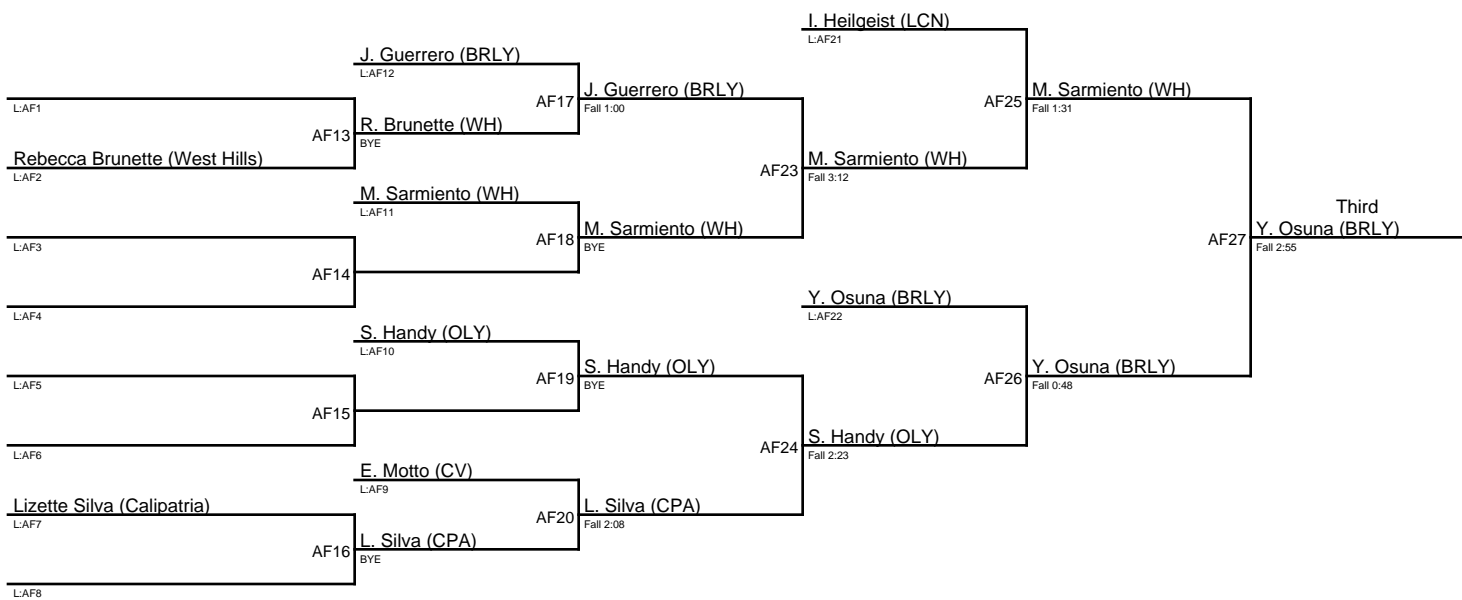 I. Heilgeist (LCN)
L:AF21
J. Guerrero (BRLY)
L:AF12
AF17
J. Guerrero (BRLY)
Fall 1:00
AF25
M. Sarmiento (WH)
Fall 1:31
L:AF1
AF13
R. Brunette (WH)
BYE
Rebecca Brunette (West Hills)
L:AF2
AF23
M. Sarmiento (WH)
Fall 3:12
M. Sarmiento (WH)
L:AF11
Third
L:AF3
AF18
M. Sarmiento (WH)
BYE
AF27
Y. Osuna (BRLY)
Fall 2:55
AF14
L:AF4
Y. Osuna (BRLY)
L:AF22
S. Handy (OLY)
L:AF10
L:AF5
AF19
S. Handy (OLY)
BYE
AF26
Y. Osuna (BRLY)
Fall 0:48
AF15
L:AF6
AF24
S. Handy (OLY)
Fall 2:23
E. Motto (CV)
L:AF9
Lizette Silva (Calipatria)
L:AF7
AF20
L. Silva (CPA)
Fall 2:08
AF16
L. Silva (CPA)
BYE
L:AF8